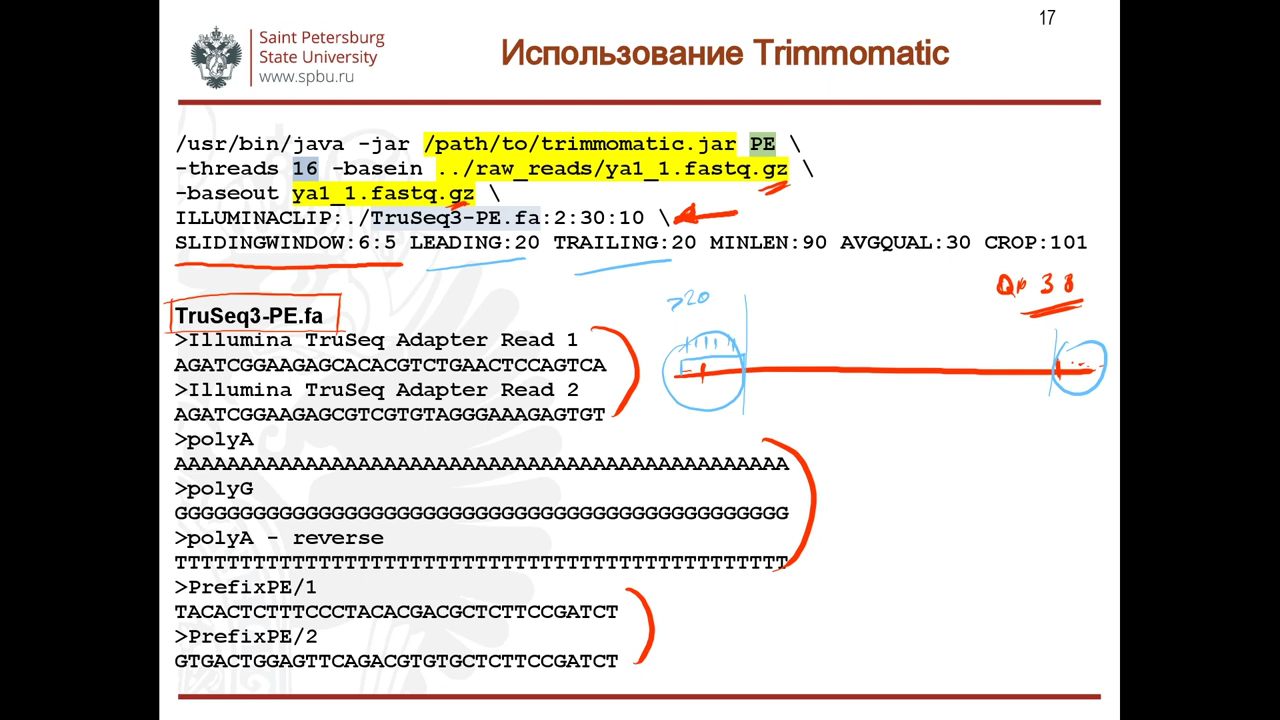 17
Saint Petersburg
State University
www.spbu.ru
Использование Trimmomatic
/usr/bin/java -jar /path/to/trimmomatic.jar PE \
-threads 16 -basein ../raw_reads/ya1_1.fastq.gz \
-baseout ya1_1.fastq.gz \
ILLUMINACLIP:./TruSeq3-PE.fa:2:30:10 \
SLIDINGWINDOW:6:5 LEADING:20 TRAILING:20 MINLEN:90 AVGQUAL:30 CROP:101
38
>20
TruSeq3-PE.fa
>Illumina TruSeq Adapter Read 1
AGATCGGAAGAGCACACGTCTGAACTCCAGTCA
>Illumina TruSeq Adapter Read 2
AGATCGGAAGAGCGTCGTGTAGGGAAAGAGTGT
>polyA
AAAAAAAAAAAAAAAAAAAAAAAAAAAAAAAAAAAAAAAAAAAAAAA
>polyG
GGGGGGGGGGGGGGGGGGGGGGGGGGGGGGGGGGGGGGGGGGGGGGG
>polyA - reverse
TTTTTTTTTTTTTTTTTTTTTTTTTTTTTTTTTTTTTTTTTTTTTTT
>PrefixPE/1
TACACTCTTTCCCTACACGACGCTCTTCCGATCT
>PrefixPE/2
GTGACTGGAGTTCAGACGTGTGCTCTTCCGATCT